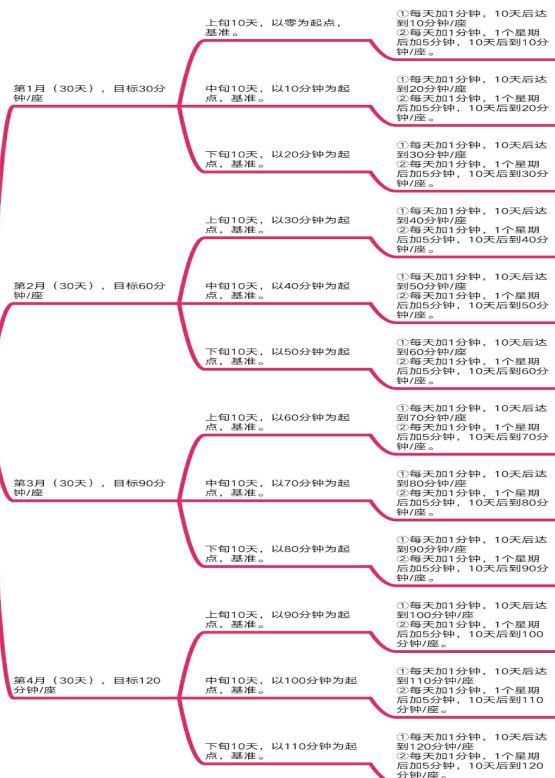 第1月（30天），目标30分
钟/座
上旬10天，以零为起点，
基准。
①每天加1分钟，10天后达
到10分钟/座
②每天加1分钟，1个星期
后加5分钟，10天后到10分
钟/座。
中旬10天，以10分钟为起
点，基准。
①每天加1分钟，10天后达
到20分钟/座
②每天加1分钟，1个星期
后加5分钟，10天后到20分
钟/座。
下旬10天，以20分钟为起
点，基准。
①每天加1分钟，10天后达
到30分钟/座
②每天加1分钟，1个星期
后加5分钟，10天后到30分
钟/座。
第2月（30天），目标60分
钟/座
上旬10天，以30分钟为起
点，基准。
①每天加1分钟，10天后达
到40分钟/座
②每天加1分钟，1个星期
后加5分钟，10天后到40分
钟/座。
中旬10天，以40分钟为起
点，基准。
①每天加1分钟，10天后达
到50分钟/座
②每天加1分钟，1个星期
后加5分钟，10天后到50分
钟/座。
下旬10天，以50分钟为起
点，基准。
①每天加1分钟，10天后达
到60分钟/座
②每天加1分钟，1个星期
后加5分钟，10天后到60分
钟/座。
第3月（30天），目标90分
钟/座
上旬10天，以60分钟为起
点，基准。
①每天加1分钟，10天后达
到70分钟/座
②每天加1分钟，1个星期
后加5分钟，10天后到70分
钟/座。
中旬10天，以70分钟为起
点，基准。
①每天加1分钟，10天后达
到80分钟/座
②每天加1分钟，1个星期
后加5分钟，10天后到80分
钟/座。
下旬10天，以80分钟为起
点，基准。
①每天加1分钟，10天后达
到90分钟/座
②每天加1分钟，1个星期
后加5分钟，10天后到90分
钟/座。
第4月（30天），目标120
分钟/座
上旬10天，以90分钟为起
点，基准。
①每天加1分钟，10天后达
到100分钟/座
②每天加1分钟，1个星期
后加5分钟，10天后到100
分钟/座。
中旬10天，以100分钟为起
点，基准。
①每天加1分钟，10天后达
到110分钟/座
②每天加1分钟，1个星期
后加5分钟，10天后到110
分钟/座。
下旬10天，以110分钟为起
点，基准。
①每天加1分钟，10天后达
到120分钟/座
②每天加1分钟，1个星期
后加5分钟，10天后到120
分钟/座。